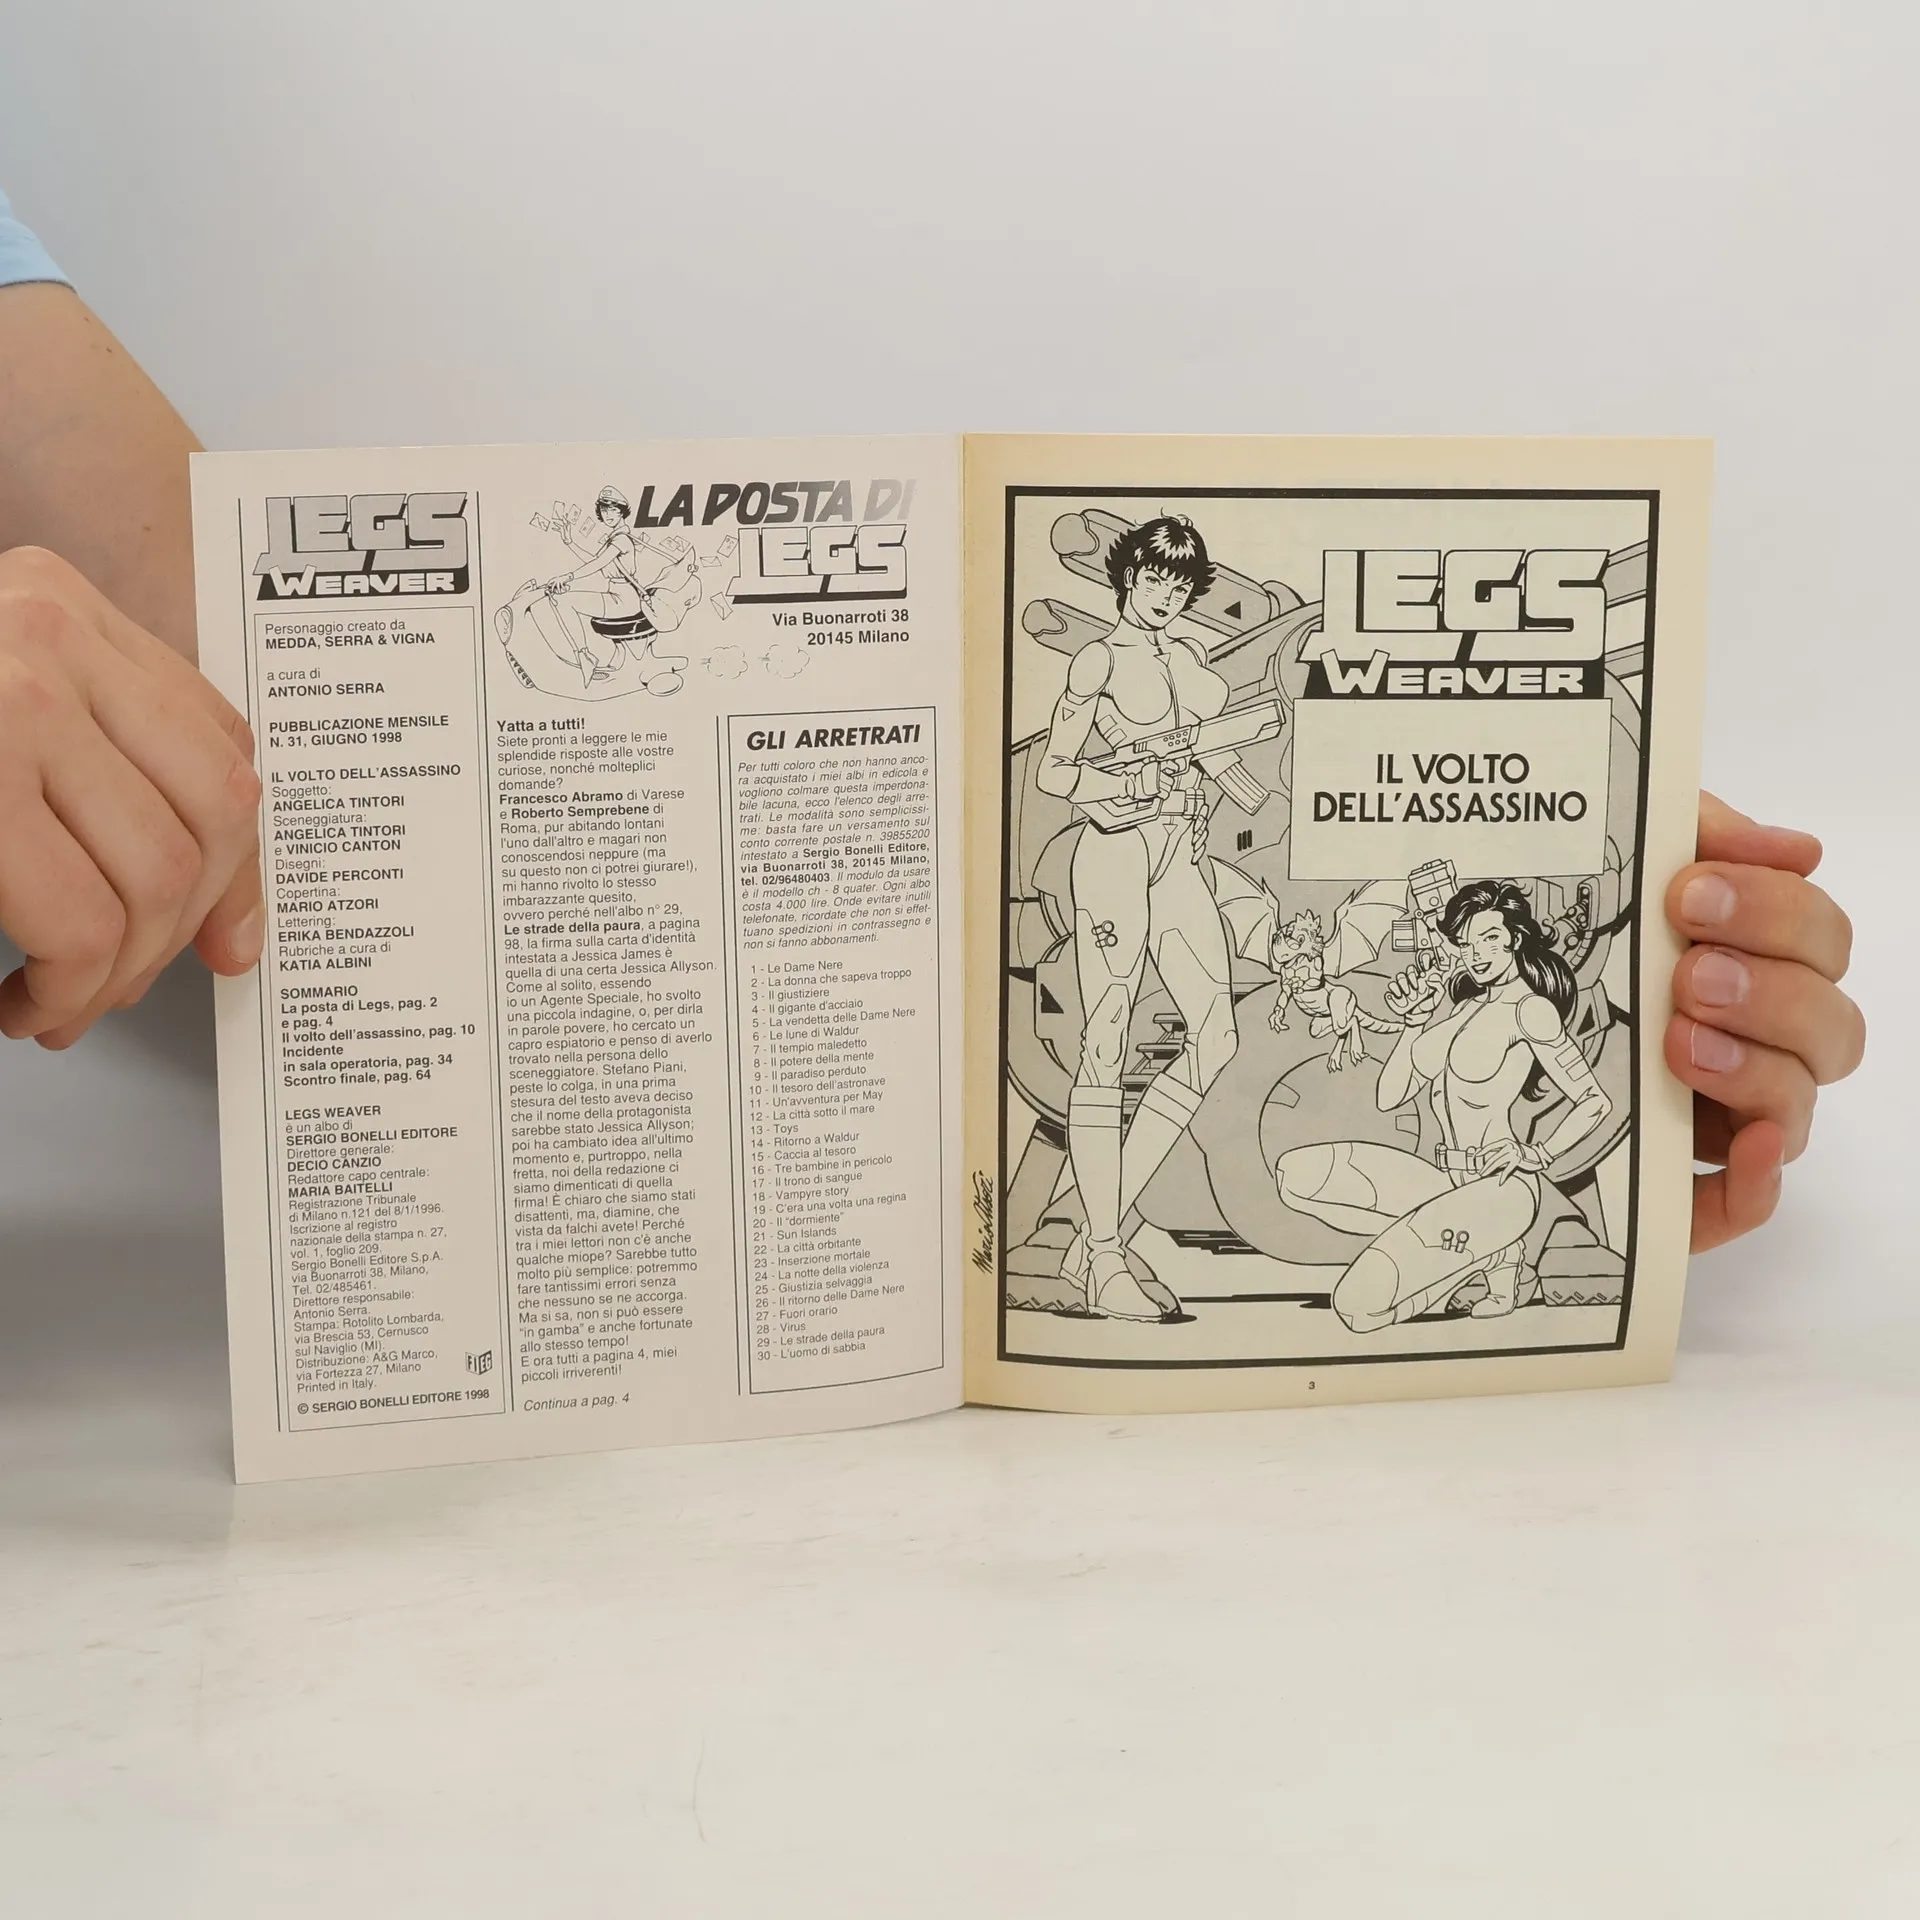 LEGS
WEAVER
Personaggio creato da
MEDDA, SERRA & VIGNA
a cura di
ANTONIO SERRA
PUBBLICAZIONE MENSILE
N. 31, GIUGNO 1998
IL VOLTO DELL'ASSASSINO
Soggetto:
ANGELICA TINTORI
Sceneggiatura:
ANGELICA TINTORI
e VINICIO CANTON
Disegni:
DAVIDE PERCONTI
Copertina:
MARIO ATZORI
Lettering:
ERIKA BENDAZZOLI
Rubriche a cura di
KATIA ALBINI
SOMMARIO
La posta di Legs, pag. 2
e pag. 4
Il volto dell'assassino, pag. 10
Incidente
in sala operatoria, pag. 34
Scontro finale, pag. 64
LEGS WEAVER
è un albo di
SERGIO BONELLI EDITORE
Direttore generale:
DECIO CANZIO
Redattore capo centrale:
MARIA BAITELLI
Registrazione Tribunale
di Milano n.121 del 8/1/1996.
Iscrizione al registro
nazionale della stampa n. 27,
vol. 1, foglio 209.
Sergio Bonelli Editore S.p.A.
via Buonarroti 38, Milano,
Tel. 02/485461.
Direttore responsabile:
Antonio Serra.
Stampa: Rotolito Lombarda,
via Brescia 53, Cernusco
sul Naviglio (MI).
Distribuzione: A&G Marco,
via Fortezza 27, Milano
Printed in Italy.
FIEG
© SERGIO BONELLI EDITORE 1998
LA POSTA DI
LEGS
Via Buonarroti 38
20145 Milano
Yatta a tutti!
Siete pronti a leggere le mie
splendide risposte alle vostre
curiose, nonché molteplici
domande?
Francesco Abramo di Varese
e Roberto Semprebene di
Roma, pur abitando lontani
l'uno dall'altro e magari non
conoscendosi neppure (ma
su questo non ci potrei giurare!),
mi hanno rivolto lo stesso
imbarazzante quesito,
ovvero perché nell'albo n° 29,
Le strade della paura, a pagina
98, la firma sulla carta d'identità
intestata a Jessica James è
quella di una certa Jessica Allyson.
Come al solito, essendo
io un Agente Speciale, ho svolto
una piccola indagine, o, per dirla
in parole povere, ho cercato un
capro espiatorio e penso di averlo
trovato nella persona dello
sceneggiatore. Stefano Piani,
peste lo colga, in una prima
stesura del testo aveva deciso
che il nome della protagonista
sarebbe stato Jessica Allyson;
poi ha cambiato idea all'ultimo
momento e, purtroppo, nella
fretta, noi della redazione ci
siamo dimenticati di quella
firma! È chiaro che siamo stati
disattenti, ma, diamine, che
vista da falchi avete! Perché
tra i miei lettori non c'è anche
qualche miope? Sarebbe tutto
molto più semplice: potremmo
fare tantissimi errori senza
che nessuno se ne accorga.
Ma si sa, non si può essere
"in gamba" e anche fortunate
allo stesso tempo!
E ora tutti a pagina 4, miei
piccoli irriverenti!
Continua a pag. 4
GLI ARRETRATI
Per tutti coloro che non hanno anco-
ra acquistato i miei albi in edicola e
vogliono colmare questa imperdona-
bile lacuna, ecco l'elenco degli arre-
trati. Le modalità sono semplicissi-
me: basta fare un versamento sul
conto corrente postale n. 39855200
intestato a Sergio Bonelli Editore,
via Buonarroti 38, 20145 Milano,
tel. 02/96480403. Il modulo da usare
è il modello ch - 8 quater. Ogni albo
costa 4.000 lire. Onde evitare inutili
telefonate, ricordate che non si effet-
tuano spedizioni in contrassegno e
non si fanno abbonamenti.
1 - Le Dame Nere
2 - La donna che sapeva troppo
3 - Il giustiziere
4 - Il gigante d'acciaio
5 - La vendetta delle Dame Nere
6 - Le lune di Waldur
7 - Il tempio maledetto
8 - Il potere della mente
9 - Il paradiso perduto
10 - Il tesoro dell'astronave
11 - Un'avventura per May
12 - La città sotto il mare
13 - Toys
14 - Ritorno a Waldur
15 - Caccia al tesoro
16 - Tre bambine in pericolo
17 - Il trono di sangue
18 - Vampyre story
19 - C'era una volta una regina
20 - Il "dormiente"
21 - Sun Islands
22 - La città orbitante
23 - Inserzione mortale
24 - La notte della violenza
25 - Giustizia selvaggia
26 - Il ritorno delle Dame Nere
27 - Fuori orario
28 - Virus
29 - Le strade della paura
30 - L'uomo di sabbia
LEGS
WEAVER
IL VOLTO
DELL'ASSASSINO
Mario Atzori
3